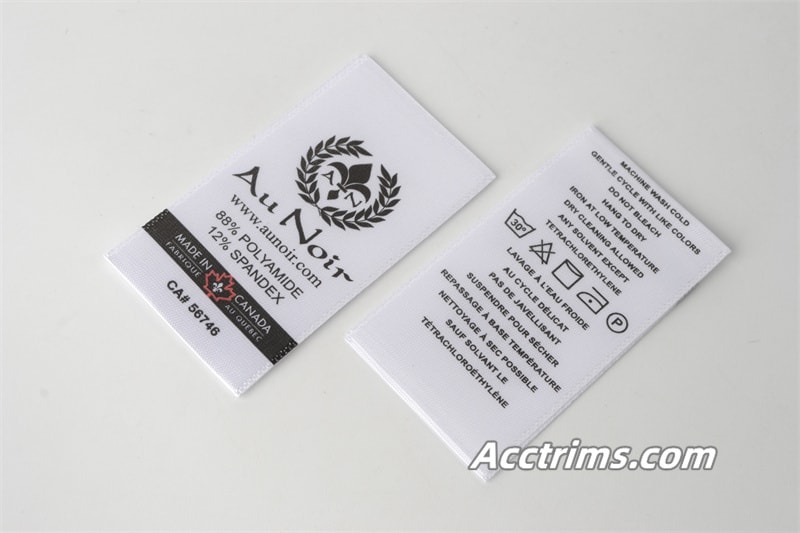 A N
Au Noir
www.aunoir.com
88% POLYAMIDE
12% SPANDEX
MADE IN CANADA
FABRIQUÉ AU QUÉBEC
CA# 56746
MACHINE WASH COLD
GENTLE CYCLE WITH LIKE COLORS
DO NOT BLEACH
HANG TO DRY
IRON AT LOW TEMPERATURE
DRY CLEANING ALLOWED
ANY SOLVENT EXCEPT
TETRACHLORETHYLENE
30° P
LAVAGE À L'EAU FROIDE
AU CYCLE DÉLICAT
PAS DE JAVELLISANT
SUSPENDRE POUR SÉCHER
REPASSAGE À BASE TEMPÉRATURE
NETTOYAGE À SEC POSSIBLE
SAUF SOLVANT LE
TÉTRACHLOROÉTHYLÈNE
Acctrims.com